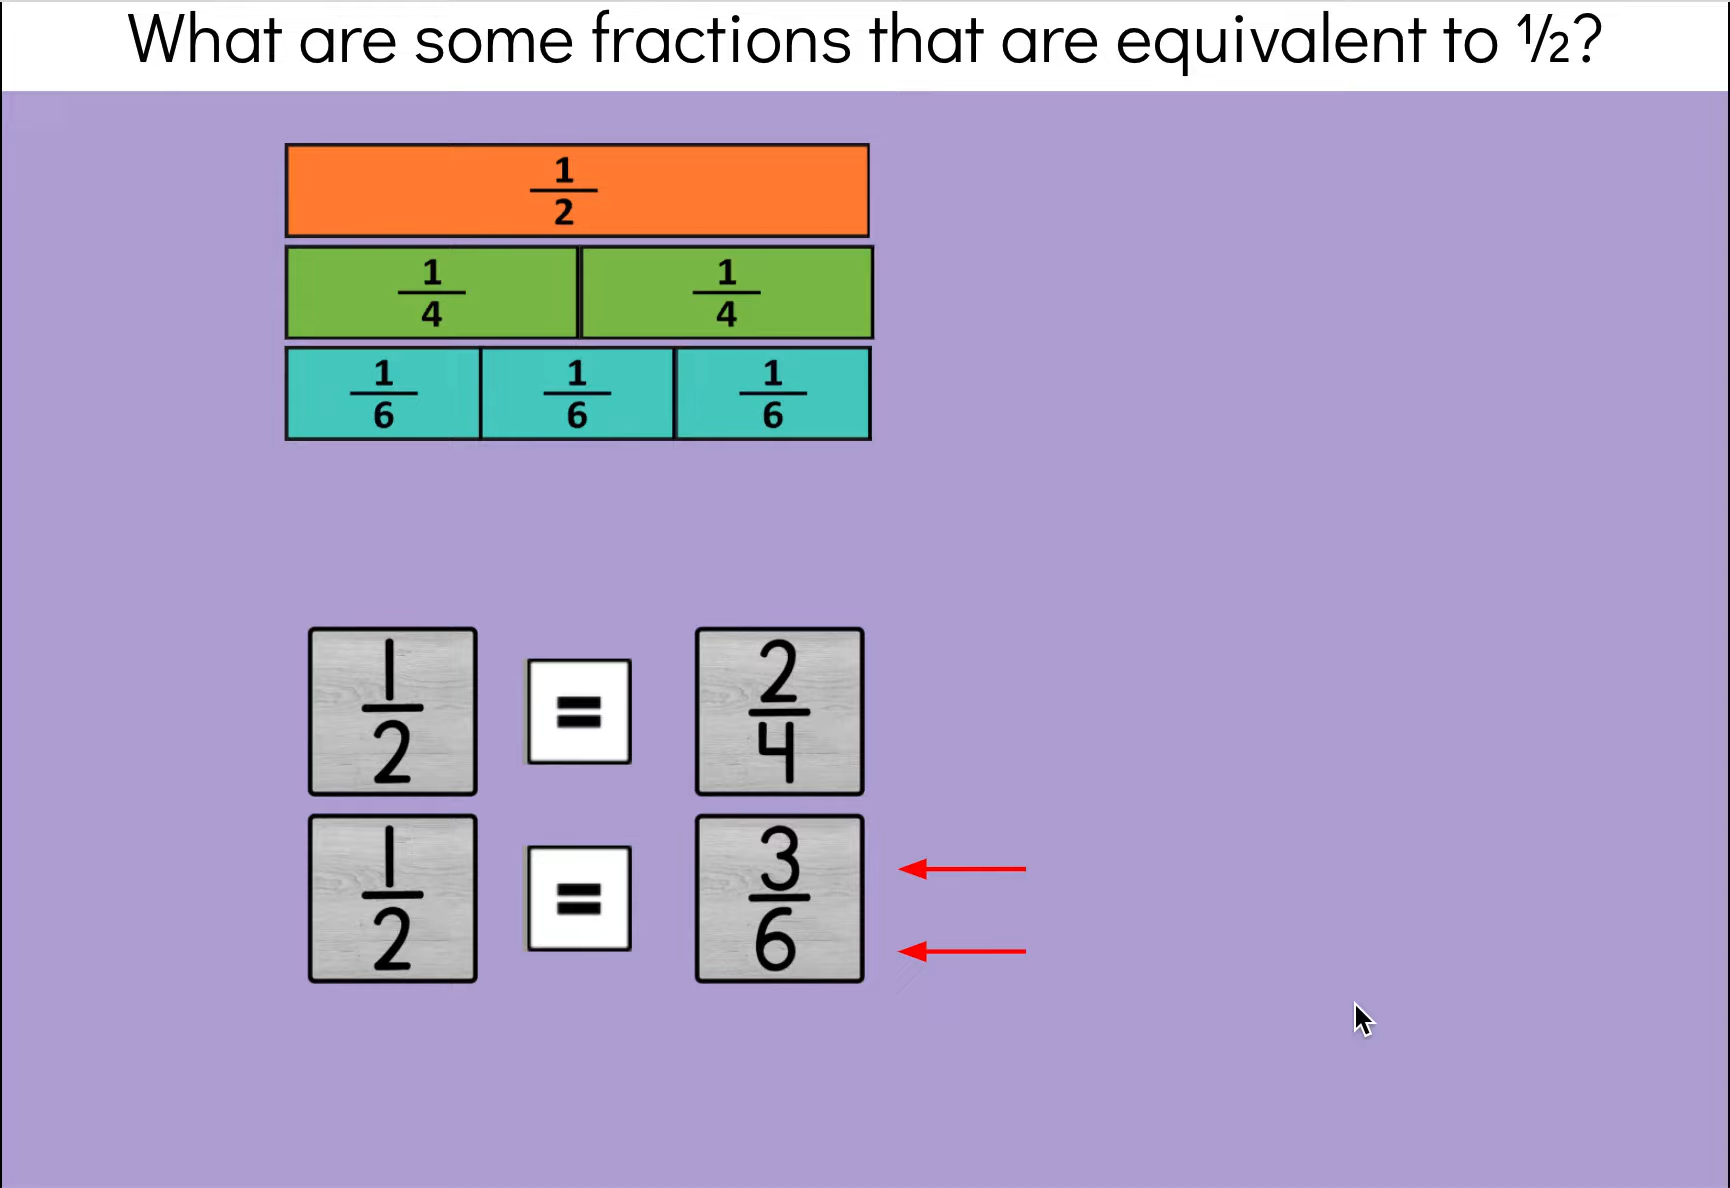 What are some fractions that are equivalent to ½?
1
2
1 1
4 4
1 1 1
6 6 6
1/2 = 2/4
1/2 = 3/6